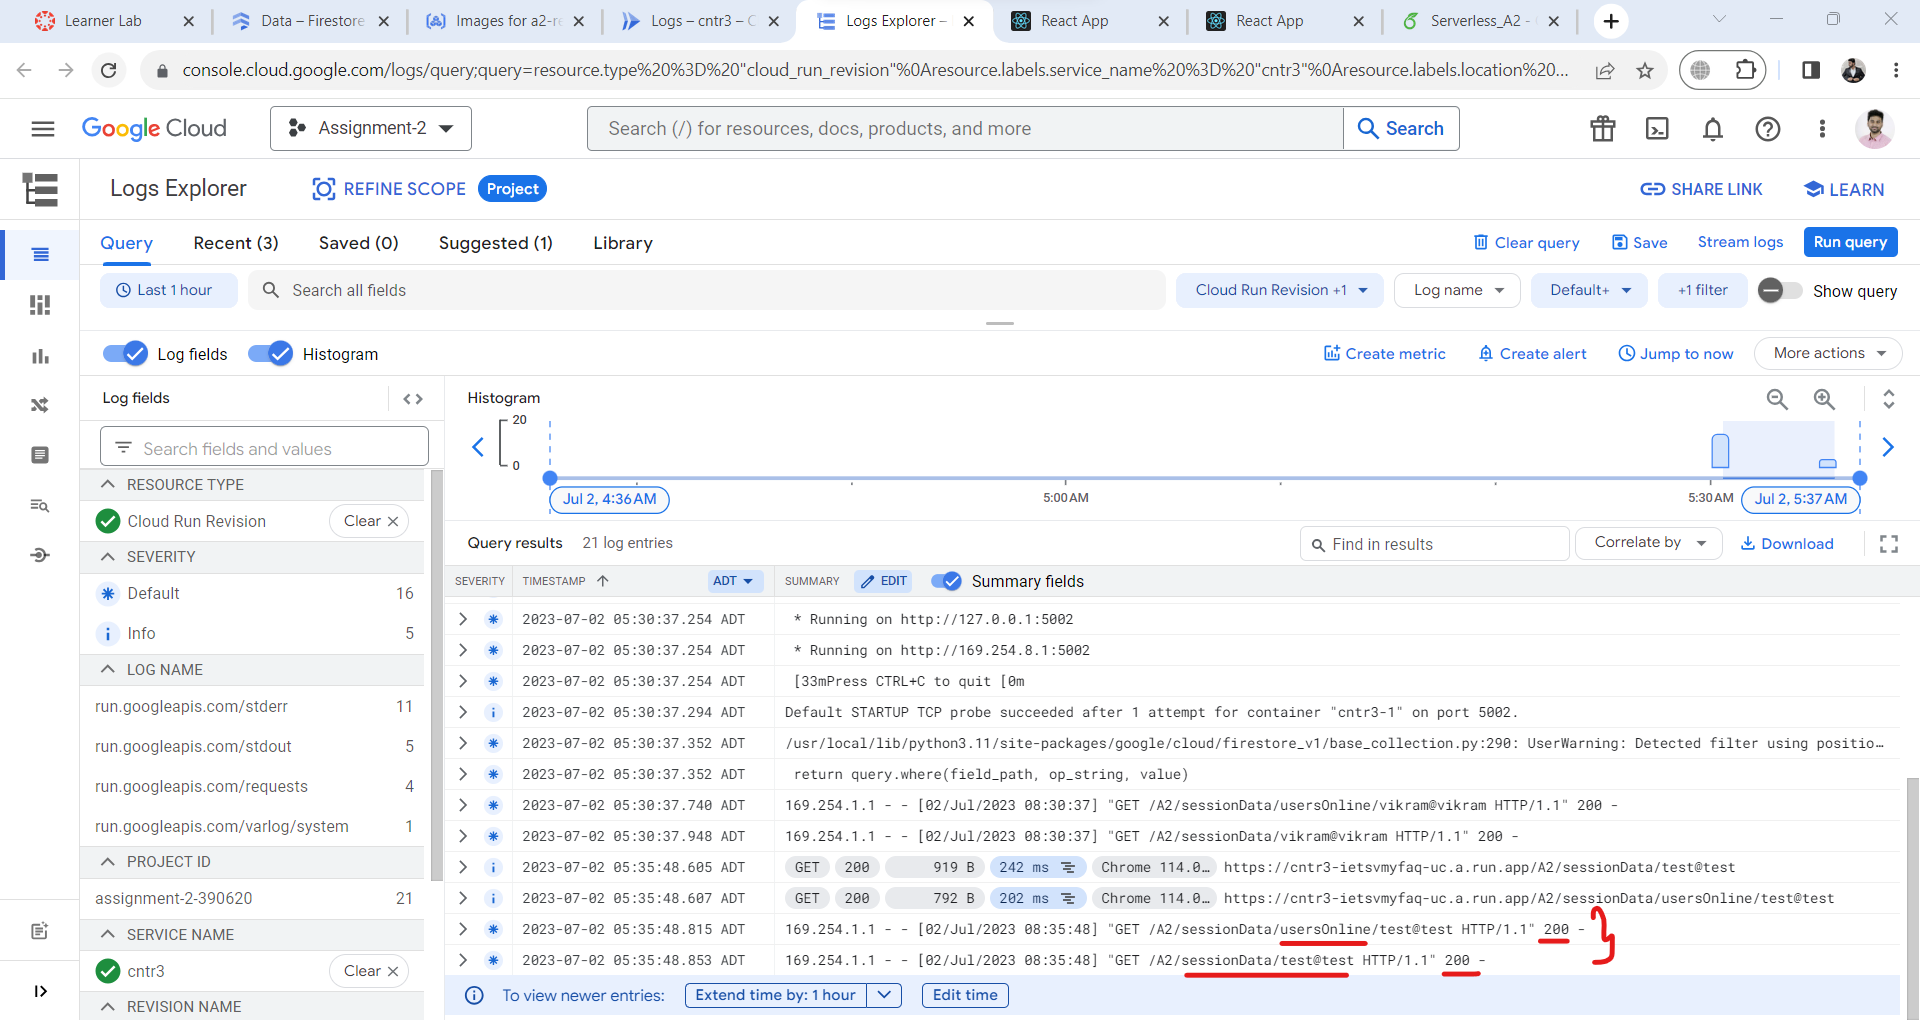 Learner Lab
Data – Firestore
Images for a2-re
Logs – cntr3 – C
Logs Explorer –
React App
React App
Serverless_A2 -
console.cloud.google.com/logs/query;query=resource.type%20%3D%20"cloud_run_revision"%0Aresource.labels.service_name%20%3D%20"cntr3"%0Aresource.labels.location%20...
Google Cloud
Assignment-2
Search (/) for resources, docs, products, and more
Search
Logs Explorer
REFINE SCOPE
Project
SHARE LINK
LEARN
Query
Recent (3)
Saved (0)
Suggested (1)
Library
Clear query
Save
Stream logs
Run query
Last 1 hour
Search all fields
Cloud Run Revision +1
Log name
Default+
+1 filter
Show query
Log fields
Histogram
Create metric
Create alert
Jump to now
More actions
Log fields
Search fields and values
RESOURCE TYPE
Cloud Run Revision
Clear
SEVERITY
Default 16
Info 5
LOG NAME
run.googleapis.com/stderr 11
run.googleapis.com/stdout 5
run.googleapis.com/requests 4
run.googleapis.com/varlog/system 1
PROJECT ID
assignment-2-390620 21
SERVICE NAME
cntr3
Clear
REVISION NAME
Histogram
20
0
Jul 2, 4:36 AM
5:00 AM
5:30 AM
Jul 2, 5:37 AM
Query results
21 log entries
Find in results
Correlate by
Download
SEVERITY
TIMESTAMP
ADT
SUMMARY
EDIT
Summary fields
2023-07-02 05:30:37.254 ADT * Running on http://127.0.0.1:5002
2023-07-02 05:30:37.254 ADT * Running on http://169.254.8.1:5002
2023-07-02 05:30:37.254 ADT [33mPress CTRL+C to quit [0m
2023-07-02 05:30:37.294 ADT Default STARTUP TCP probe succeeded after 1 attempt for container "cntr3-1" on port 5002.
2023-07-02 05:30:37.352 ADT /usr/local/lib/python3.11/site-packages/google/cloud/firestore_v1/base_collection.py:290: UserWarning: Detected filter using positio…
2023-07-02 05:30:37.352 ADT return query.where(field_path, op_string, value)
2023-07-02 05:30:37.740 ADT 169.254.1.1 - - [02/Jul/2023 08:30:37] "GET /A2/sessionData/usersOnline/vikram@vikram HTTP/1.1" 200 -
2023-07-02 05:30:37.948 ADT 169.254.1.1 - - [02/Jul/2023 08:30:37] "GET /A2/sessionData/vikram@vikram HTTP/1.1" 200 -
2023-07-02 05:35:48.605 ADT GET 200 919 B 242 ms Chrome 114.0… https://cntr3-ietsvmyfaq-uc.a.run.app/A2/sessionData/test@test
2023-07-02 05:35:48.607 ADT GET 200 792 B 202 ms Chrome 114.0… https://cntr3-ietsvmyfaq-uc.a.run.app/A2/sessionData/usersOnline/test@test
2023-07-02 05:35:48.815 ADT 169.254.1.1 - - [02/Jul/2023 08:35:48] "GET /A2/sessionData/usersOnline/test@test HTTP/1.1" 200 -
2023-07-02 05:35:48.853 ADT 169.254.1.1 - - [02/Jul/2023 08:35:48] "GET /A2/sessionData/test@test HTTP/1.1" 200 -
To view newer entries:
Extend time by: 1 hour
Edit time